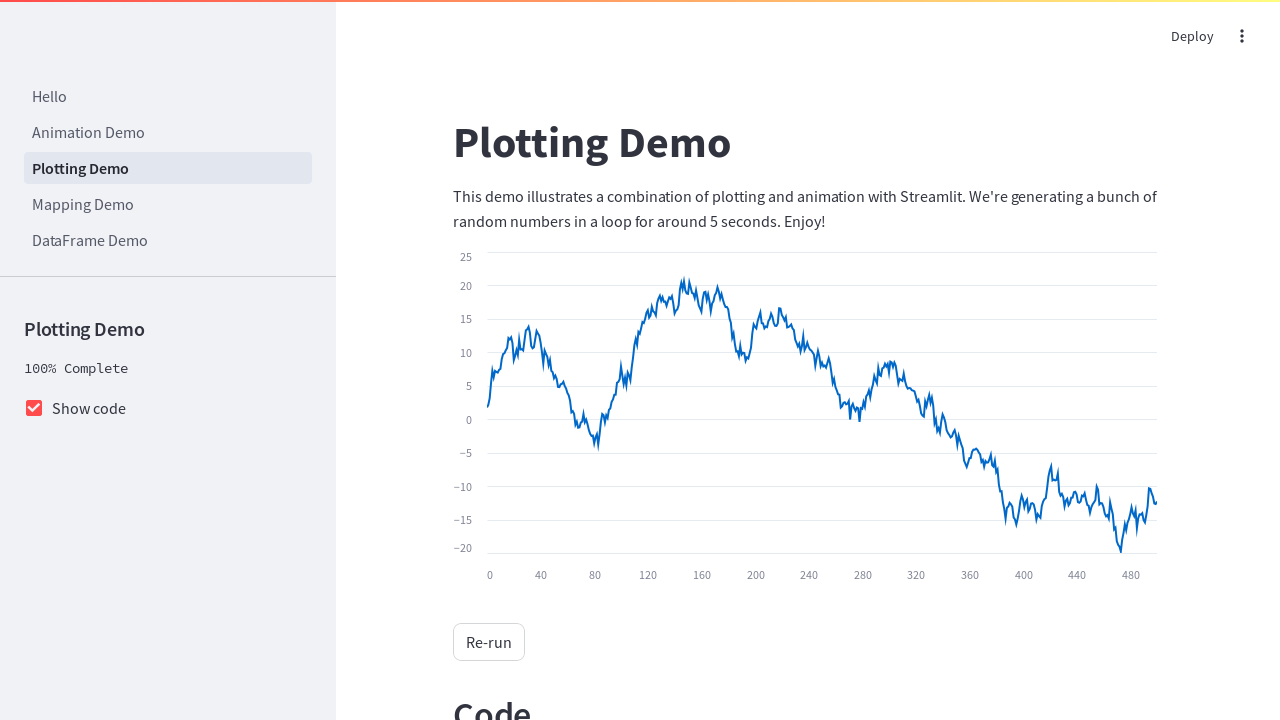 Deploy
Hello
Animation Demo
Plotting Demo
Mapping Demo
DataFrame Demo
Plotting Demo
100% Complete
Show code
Plotting Demo
This demo illustrates a combination of plotting and animation with Streamlit. We're generating a bunch of
random numbers in a loop for around 5 seconds. Enjoy!
25
20
15
10
5
0
−5
−10
−15
−20
0 40 80 120 160 200 240 280 320 360 400 440 480
Re-run
Code